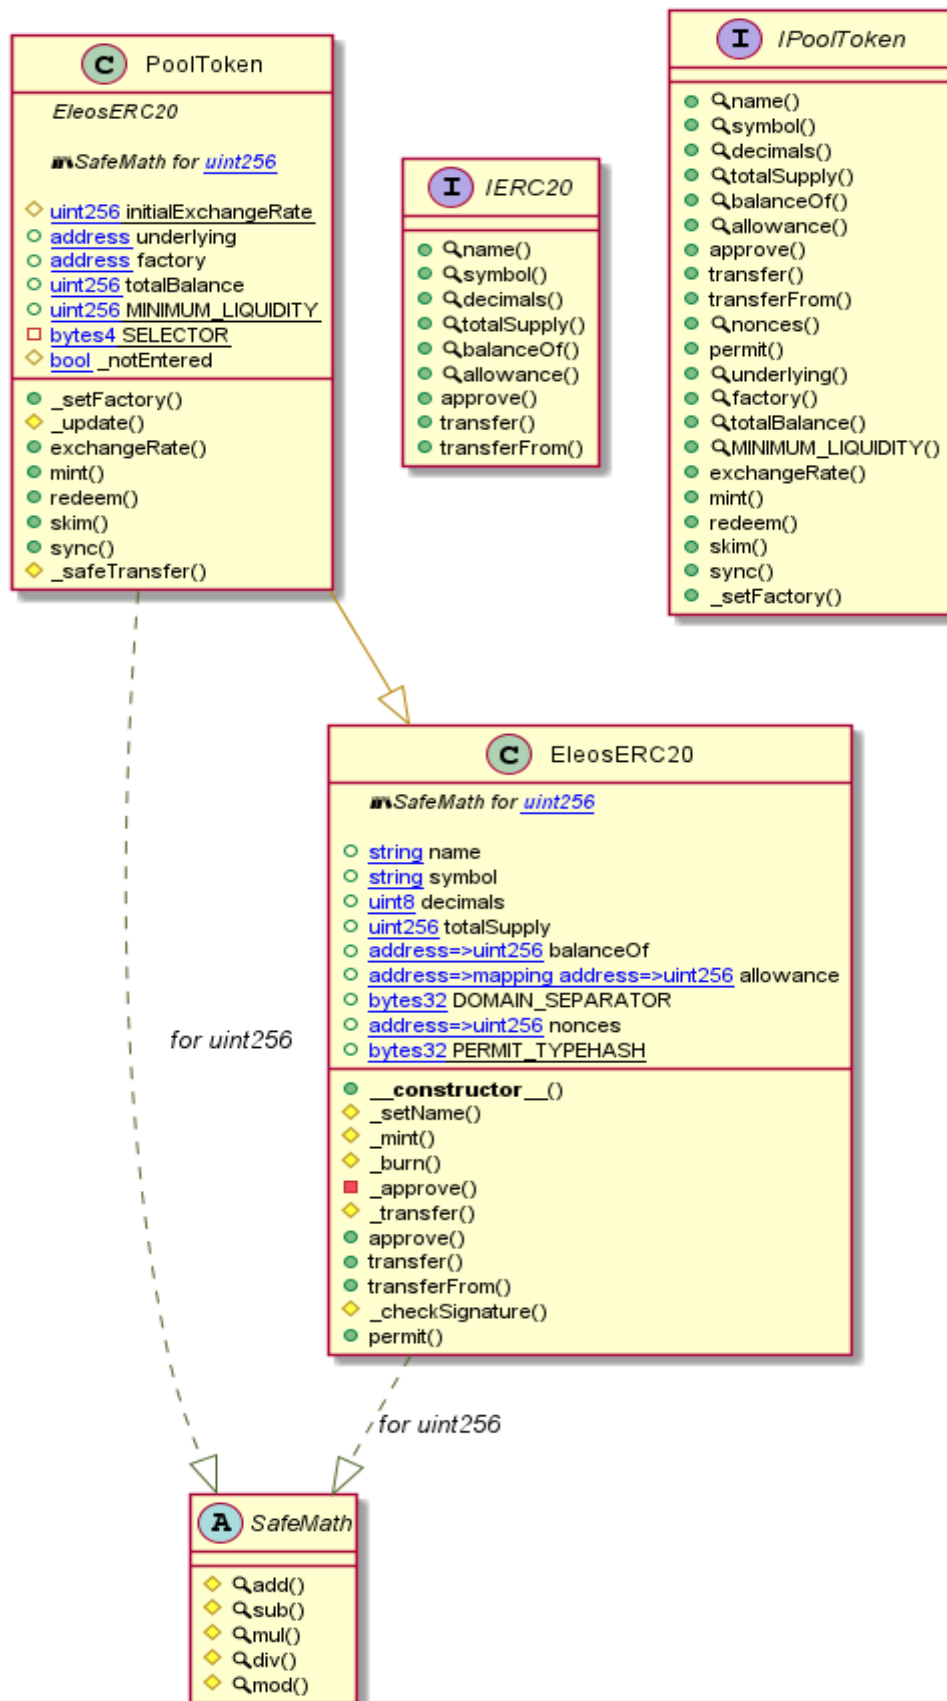 C PoolToken
EleosERC20
SafeMath for uint256
uint256 initialExchangeRate
address underlying
address factory
uint256 totalBalance
uint256 MINIMUM_LIQUIDITY
bytes4 SELECTOR
bool _notEntered
_setFactory()
_update()
exchangeRate()
mint()
redeem()
skim()
sync()
_safeTransfer()
I IERC20
name()
symbol()
decimals()
totalSupply()
balanceOf()
allowance()
approve()
transfer()
transferFrom()
I IPoolToken
name()
symbol()
decimals()
totalSupply()
balanceOf()
allowance()
approve()
transfer()
transferFrom()
nonces()
permit()
underlying()
factory()
totalBalance()
MINIMUM_LIQUIDITY()
exchangeRate()
mint()
redeem()
skim()
sync()
_setFactory()
C EleosERC20
SafeMath for uint256
string name
string symbol
uint8 decimals
uint256 totalSupply
address=>uint256 balanceOf
address=>mapping address=>uint256 allowance
bytes32 DOMAIN_SEPARATOR
address=>uint256 nonces
bytes32 PERMIT_TYPEHASH
__constructor__()
_setName()
_mint()
_burn()
_approve()
_transfer()
approve()
transfer()
transferFrom()
_checkSignature()
permit()
for uint256
for uint256
A SafeMath
add()
sub()
mul()
div()
mod()